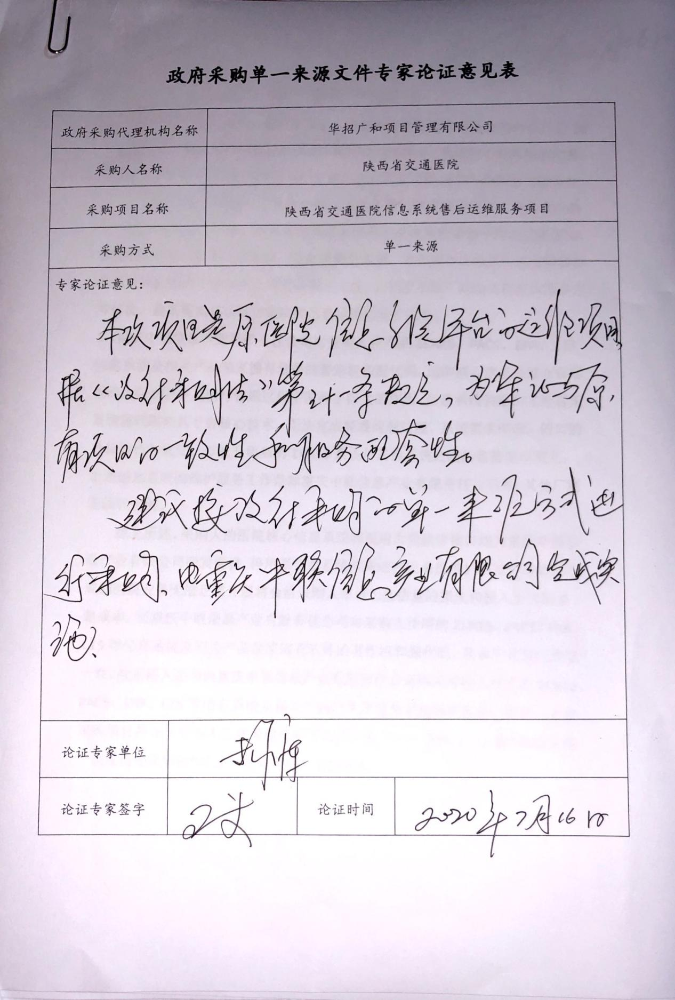 政府采购单一来源文件专家论证意见表
政府采购代理机构名称 华招广和项目管理有限公司
采购人名称 陕西省交通医院
采购项目名称 陕西省交通医院信息系统售后运维服务项目
采购方式 单一来源
专家论证意见：
本次项目是原医院信息系统平台的运维项目
据《政府采购法》第三十一条规定，为保证与原
有项目的一致性和服务配套性。
建议按政府采购的单一来源方式进
行采购，由重庆中联信息产业有限公司完成实
施。
论证专家单位
论证专家签字 论证时间 2020年7月16日